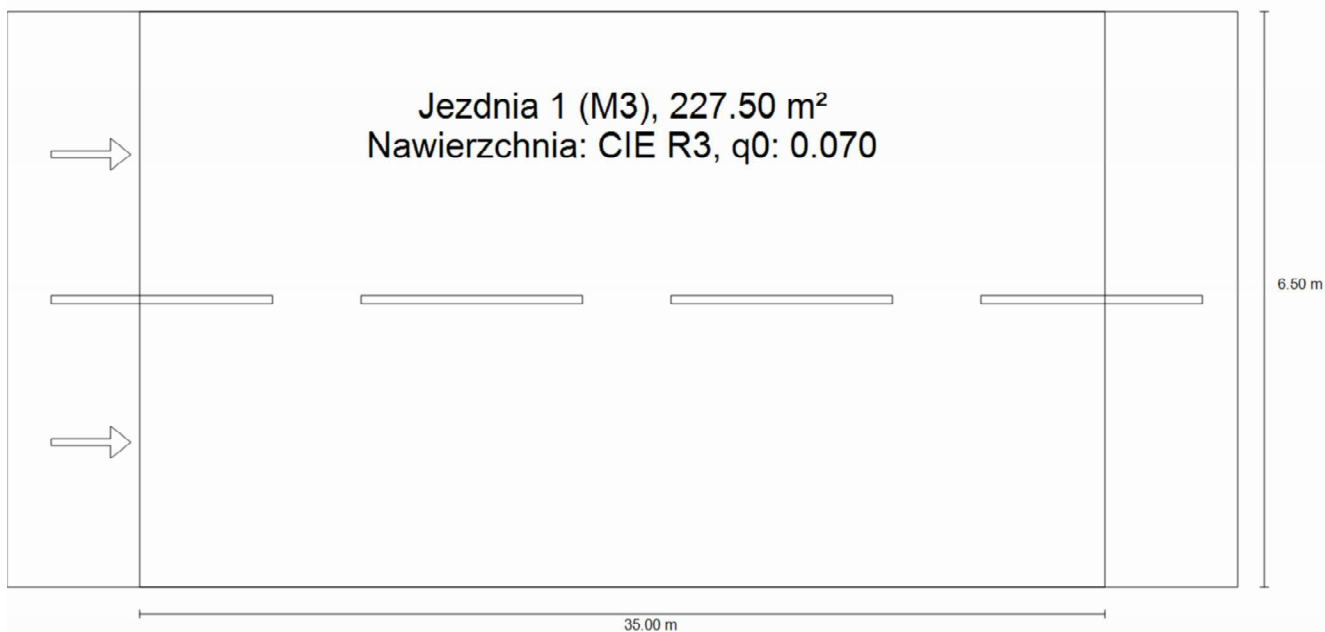 Jezdnia 1 (M3), 227.50 m²
Nawierzchnia: CIE R3, q0: 0.070
6.50 m
35.00 m